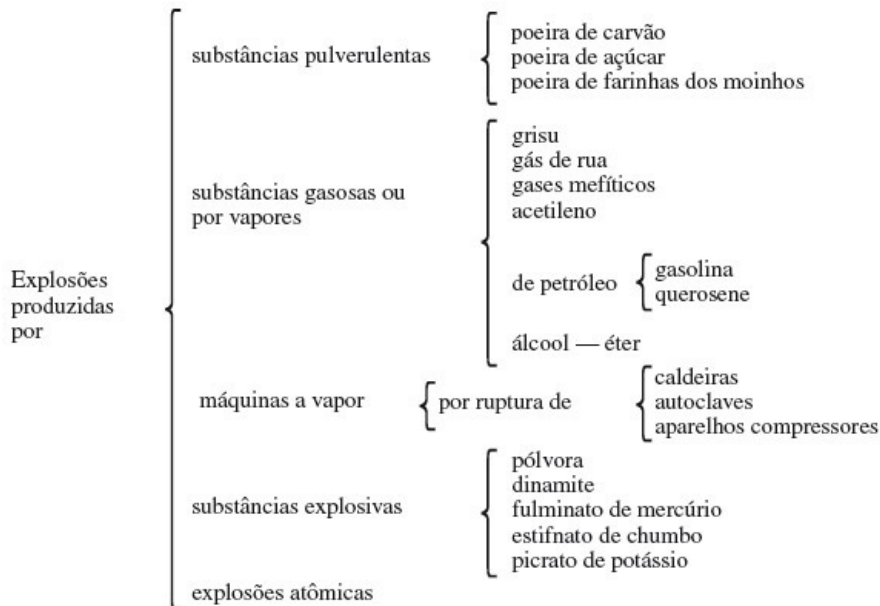 Explosões
produzidas
por
substâncias pulverulentas
poeira de carvão
poeira de açúcar
poeira de farinhas dos moinhos
substâncias gasosas ou
por vapores
grisu
gás de rua
gases mefíticos
acetileno
de petróleo
gasolina
querosene
álcool — éter
máquinas a vapor
por ruptura de
caldeiras
autoclaves
aparelhos compressores
substâncias explosivas
pólvora
dinamite
fulminato de mercúrio
estifnato de chumbo
picrato de potássio
explosões atômicas